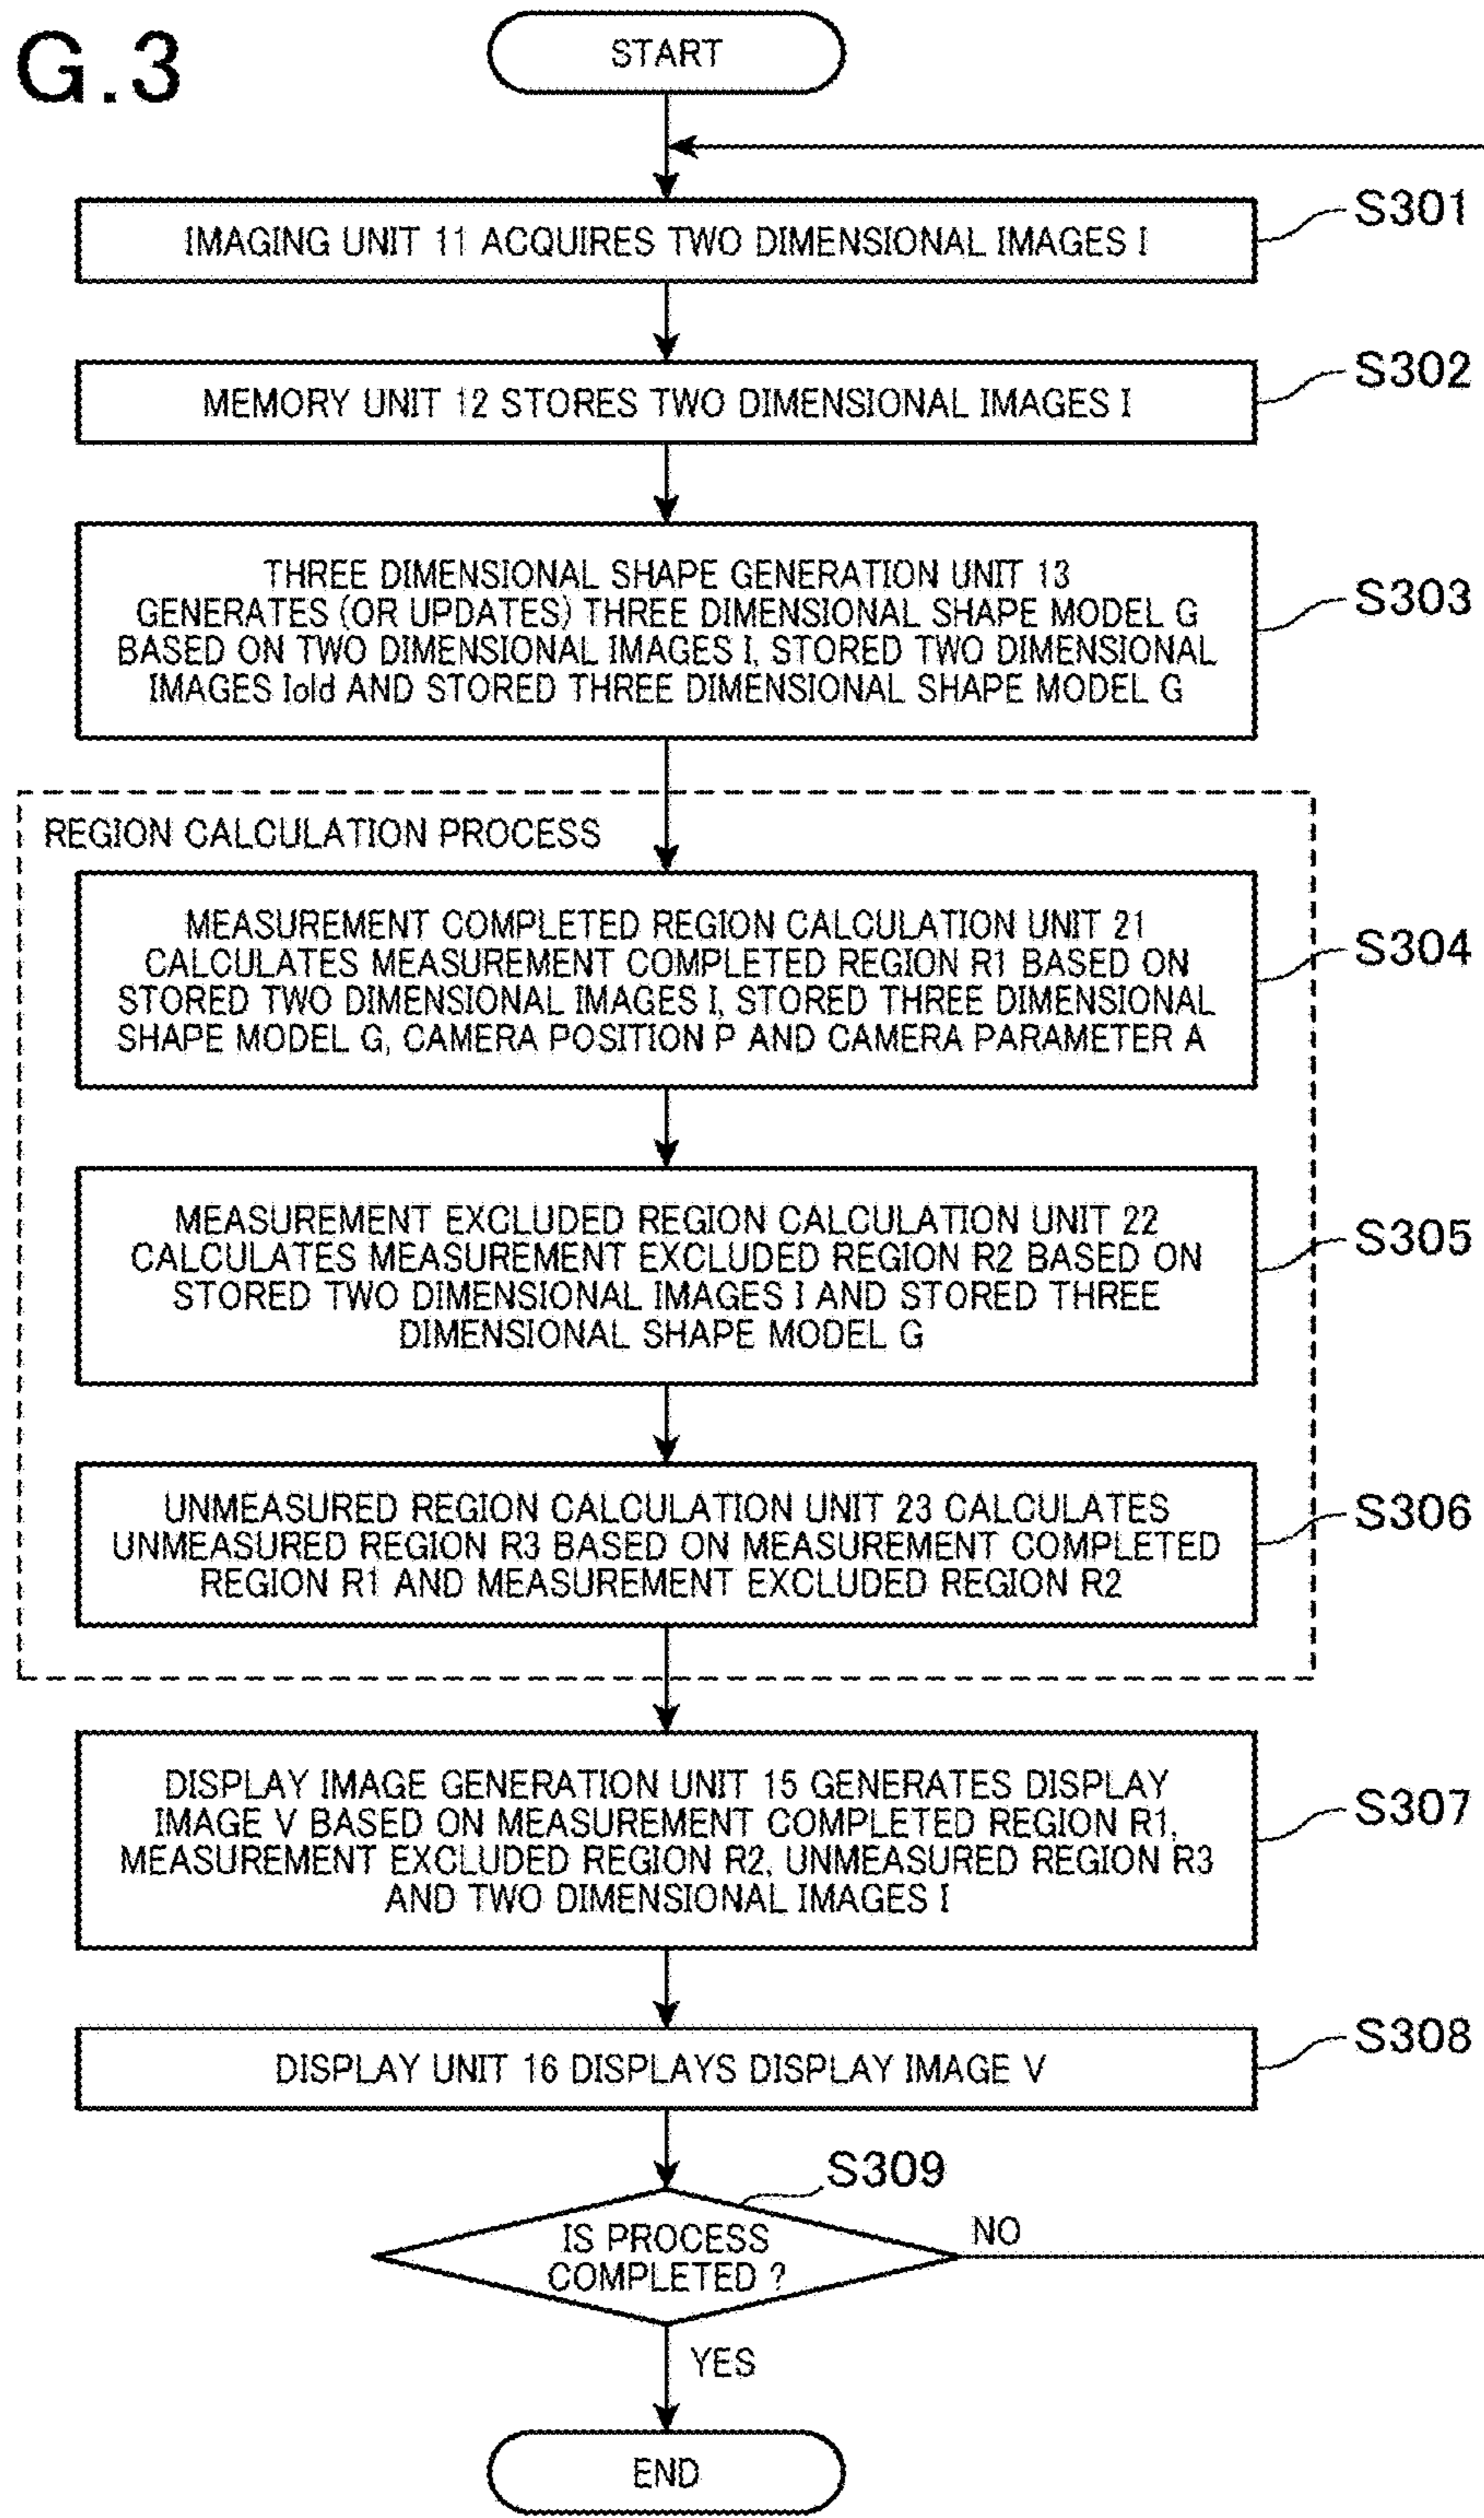 G.3
START
IMAGING UNIT 11 ACQUIRES TWO DIMENSIONAL IMAGES I
S301
MEMORY UNIT 12 STORES TWO DIMENSIONAL IMAGES I
S302
THREE DIMENSIONAL SHAPE GENERATION UNIT 13
GENERATES (OR UPDATES) THREE DIMENSIONAL SHAPE MODEL G
BASED ON TWO DIMENSIONAL IMAGES I, STORED TWO DIMENSIONAL
IMAGES Iold AND STORED THREE DIMENSIONAL SHAPE MODEL G
S303
REGION CALCULATION PROCESS
MEASUREMENT COMPLETED REGION CALCULATION UNIT 21
CALCULATES MEASUREMENT COMPLETED REGION R1 BASED ON
STORED TWO DIMENSIONAL IMAGES I, STORED THREE DIMENSIONAL
SHAPE MODEL G, CAMERA POSITION P AND CAMERA PARAMETER A
S304
MEASUREMENT EXCLUDED REGION CALCULATION UNIT 22
CALCULATES MEASUREMENT EXCLUDED REGION R2 BASED ON
STORED TWO DIMENSIONAL IMAGES I AND STORED THREE
DIMENSIONAL SHAPE MODEL G
S305
UNMEASURED REGION CALCULATION UNIT 23 CALCULATES
UNMEASURED REGION R3 BASED ON MEASUREMENT COMPLETED
REGION R1 AND MEASUREMENT EXCLUDED REGION R2
S306
DISPLAY IMAGE GENERATION UNIT 15 GENERATES DISPLAY
IMAGE V BASED ON MEASUREMENT COMPLETED REGION R1,
MEASUREMENT EXCLUDED REGION R2, UNMEASURED REGION R3
AND TWO DIMENSIONAL IMAGES I
S307
DISPLAY UNIT 16 DISPLAYS DISPLAY IMAGE V
S308
S309
IS PROCESS
COMPLETED ?
NO
YES
END